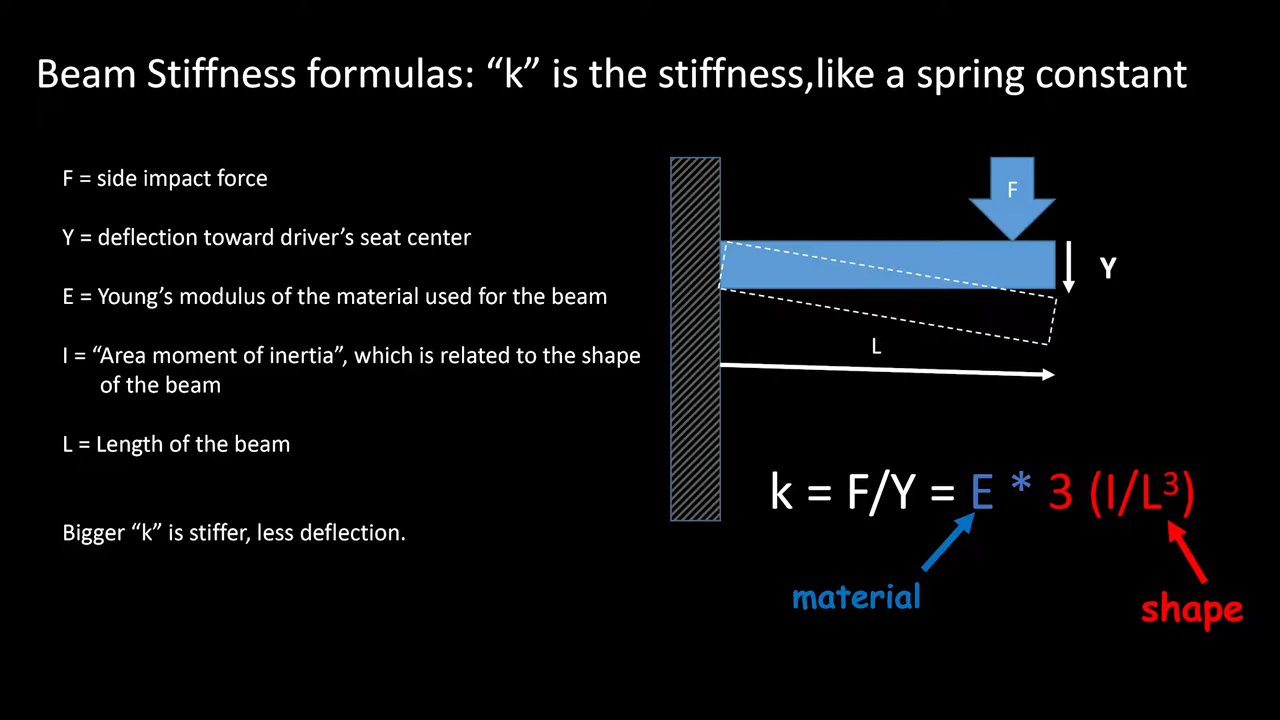 Beam Stiffness formulas: “k” is the stiffness,like a spring constant
F = side impact force
Y = deflection toward driver’s seat center
E = Young’s modulus of the material used for the beam
I = “Area moment of inertia”, which is related to the shape
of the beam
L = Length of the beam
Bigger “k” is stiffer, less deflection.
F
Y
L
k = F/Y = E * 3 (I/L³)
material
shape